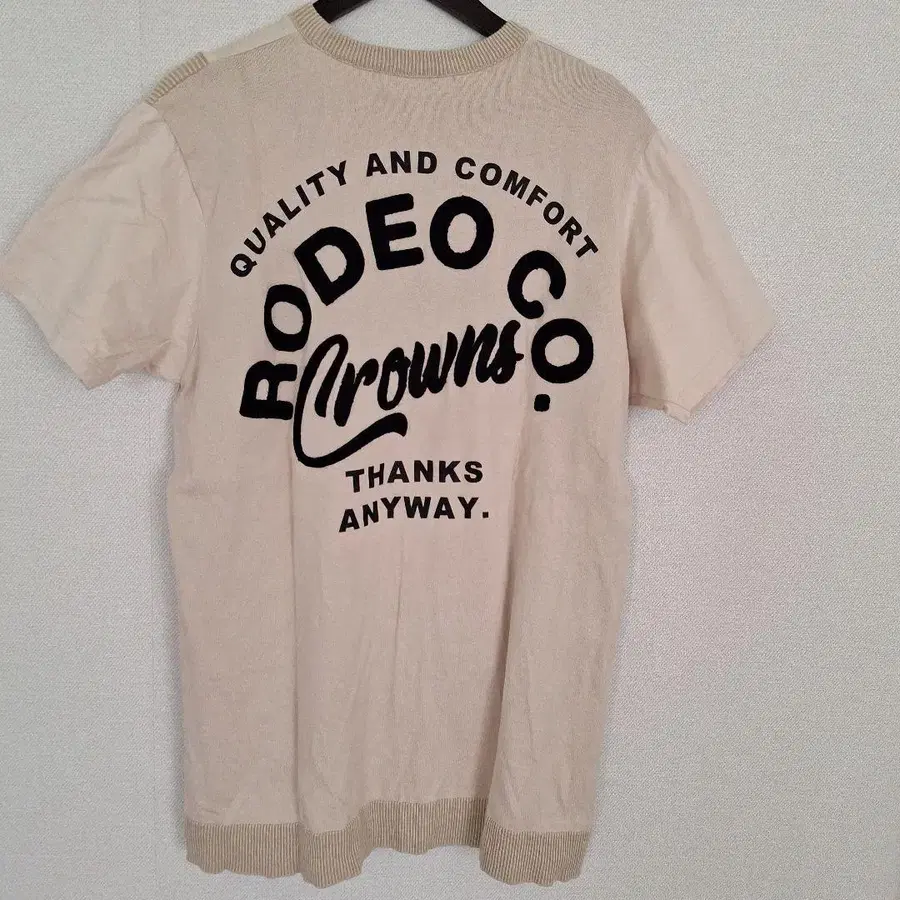 QUALITY AND COMFORT
RODEO CO.
Crowns
THANKS
ANYWAY.